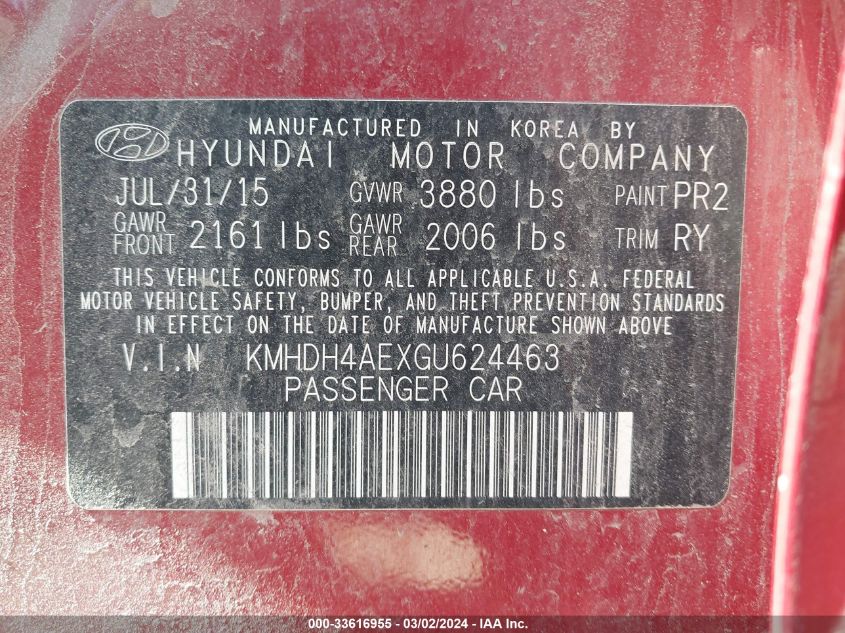 MANUFACTURED IN KOREA BY
HYUNDAI MOTOR COMPANY
JUL/31/15 GVWR 3880 lbs PAINT PR2
GAWR FRONT 2161 lbs GAWR REAR 2006 lbs TRIM RY
THIS VEHICLE CONFORMS TO ALL APPLICABLE U.S.A. FEDERAL
MOTOR VEHICLE SAFETY, BUMPER, AND THEFT PREVENTION STANDARDS
IN EFFECT ON THE DATE OF MANUFACTURE SHOWN ABOVE
V.I.N KMHDH4AEXGU624463
PASSENGER CAR
000-33616955 - 03/02/2024 - IAA Inc.